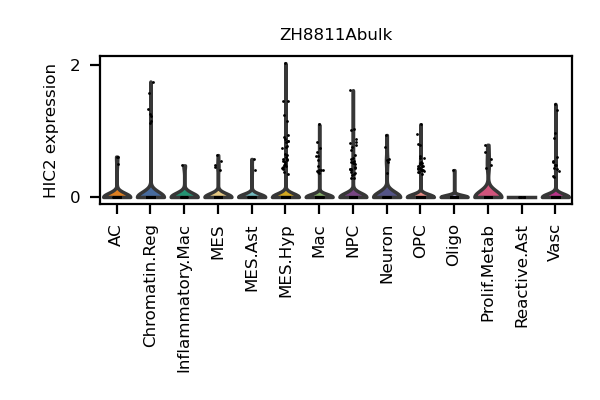 ZH8811Abulk
HIC2 expression
2
0
AC
Chromatin.Reg
Inflammatory.Mac
MES
MES.Ast
MES.Hyp
Mac
NPC
Neuron
OPC
Oligo
Prolif.Metab
Reactive.Ast
Vasc